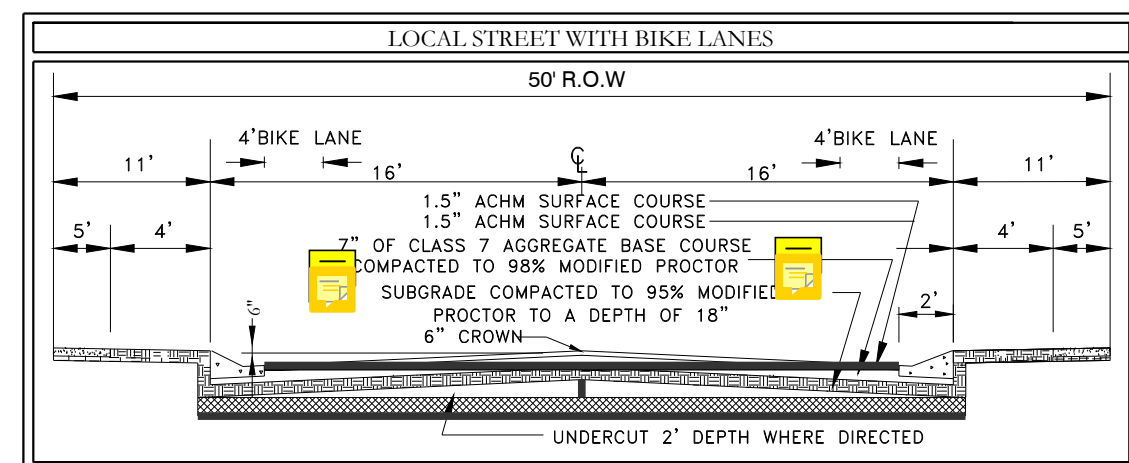 LOCAL STREET WITH BIKE LANES
50' R.O.W
4'BIKE LANE
4'BIKE LANE
11'
16'
℄
16'
11'
1.5" ACHM SURFACE COURSE
1.5" ACHM SURFACE COURSE
5'
4'
4'
5'
7" OF CLASS 7 AGGREGATE BASE COURSE
COMPACTED TO 98% MODIFIED PROCTOR
SUBGRADE COMPACTED TO 95% MODIFIED
PROCTOR TO A DEPTH OF 18"
2'
6"
6" CROWN
UNDERCUT 2' DEPTH WHERE DIRECTED